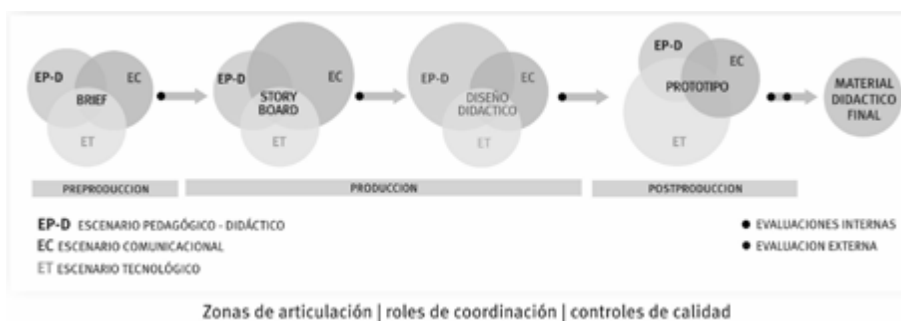 EP-D
EC
BRIEF
ET
EP-D
EC
STORY
BOARD
ET
EP-D
EC
DISEÑO
DIDÁCTICO
ET
EP-D
EC
PROTOTIPO
ET
MATERIAL
DIDACTICO
FINAL
PREPRODUCCION
PRODUCCION
POSTPRODUCCION
EP-D ESCENARIO PEDAGÓGICO - DIDÁCTICO
EC ESCENARIO COMUNICACIONAL
ET ESCENARIO TECNOLÓGICO
EVALUACIONES INTERNAS
EVALUACION EXTERNA
Zonas de articulación | roles de coordinación | controles de calidad